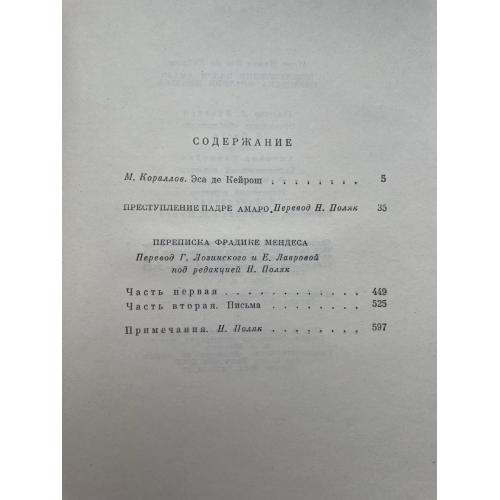 СОДЕРЖАНИЕ
М. Кораллов. Эса де Кейрош . . . . . . . . 5
ПРЕСТУПЛЕНИЕ ПАДРЕ АМАРО. Перевод Н. Поляк 35
ПЕРЕПИСКА ФРАДИКЕ МЕНДЕСА
Перевод Г. Лозинского и Е. Лавровой
под редакцией Н. Поляк
Часть первая . . . . . . . . . . . . . 449
Часть вторая. Письма . . . . . . . . . . 525
Примечания. Н. Поляк . . . . . . . . . 597